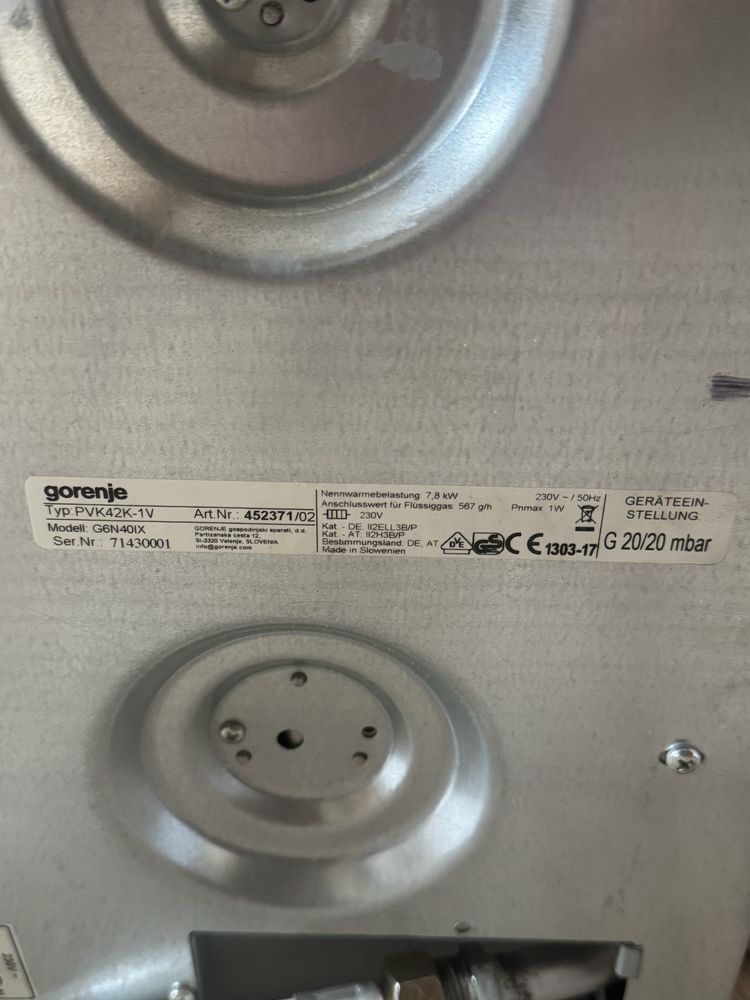 gorenje
Typ:PVK42K-1V Art.Nr.: 452371/02
Modell: G6N40IX
Ser.Nr.: 71430001
GORENJE gospodinjski aparati, d.d.
Partizanska cesta 12,
SI-3320 Velenje, SLOVENIA
info@gorenje.com
Nennwärmebelastung: 7,8 kW 230V ~ / 50Hz
Anschlusswert für Flüssiggas: 567 g/h Pnmax 1W
230V
Kat - DE II2ELL3B/P
Kat - AT II2H3B/P
Bestimmungsland: DE, AT
Made in Slowenien
DVE
GS CE 1303-17
GERÄTEEIN-
STELLUNG:
G 20/20 mbar
230V ~